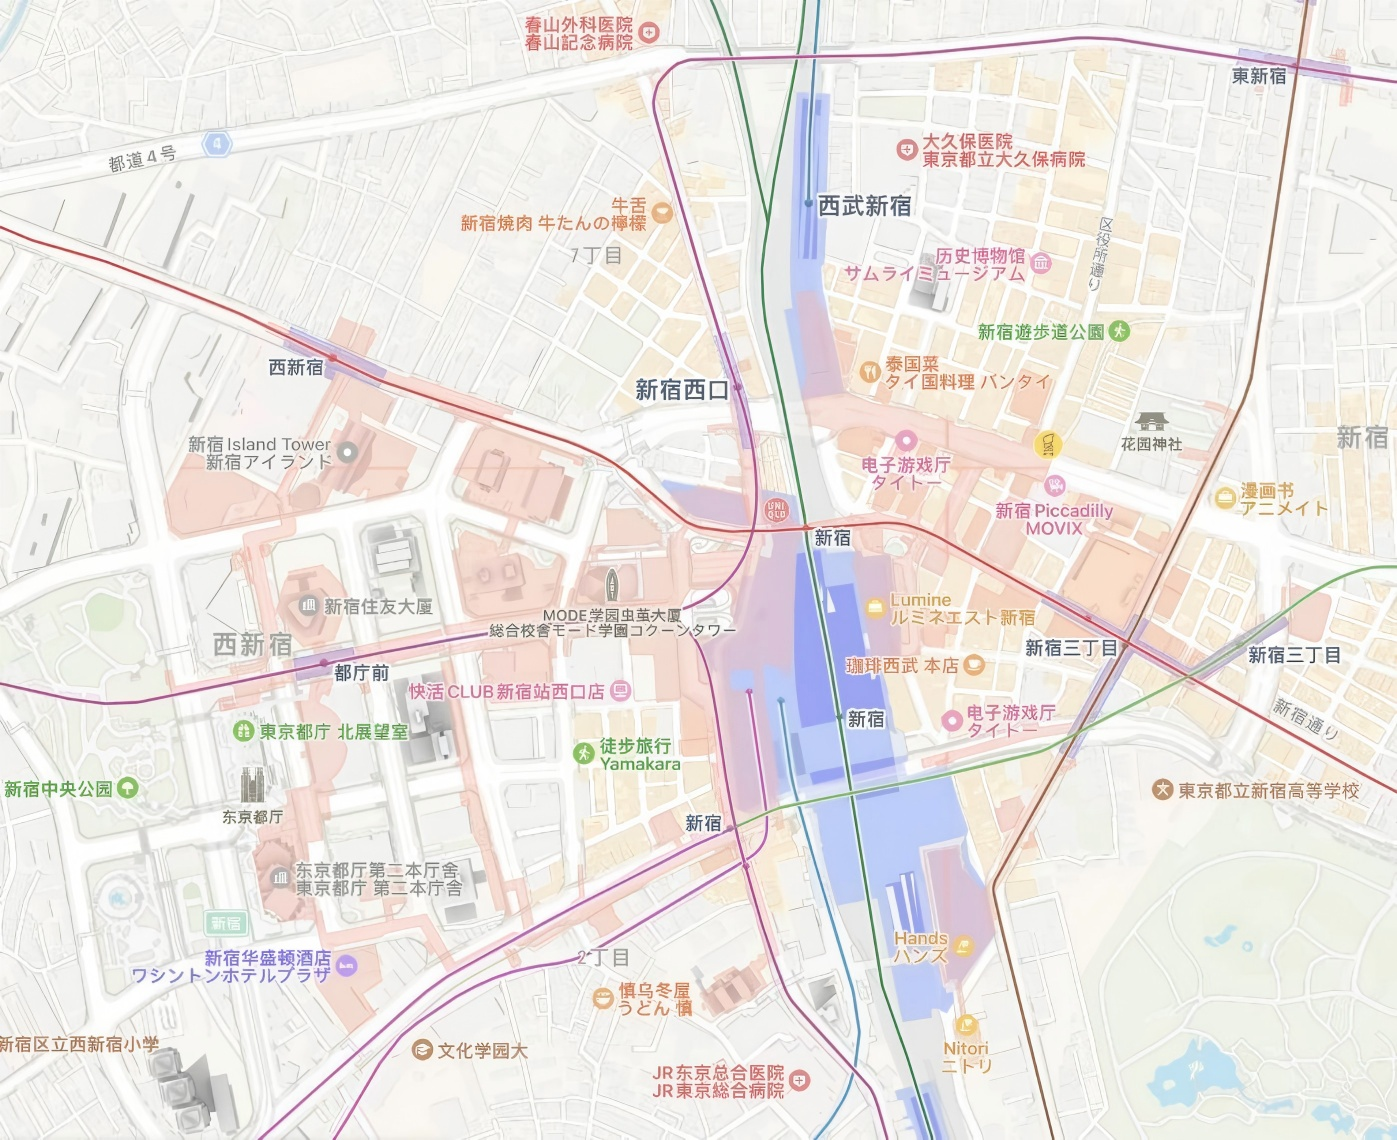 春山外科医院
春山記念病院
東新宿
都道4号
4
大久保医院
東京都立大久保病院
牛舌
新宿焼肉 牛たんの檸檬
西武新宿
7丁目
区役所通り
历史博物馆
サムライミュージアム
新宿遊歩道公園
西新宿
新宿西口
泰国菜
タイ国料理 バンタイ
花园神社
新宿
新宿Island Tower
新宿アイランド
电子游戏厅
タイトー
漫画书
アニメイト
新宿Piccadilly
MOVIX
UNI
QLO
新宿
新宿住友大厦
MODE学园虫茧大厦
総合校舎モード学園コクーンタワー
Lumine
ルミネエスト新宿
西新宿
新宿三丁目
新宿三丁目
都庁前
珈琲西武 本店
快活CLUB新宿站西口店
新宿
电子游戏厅
タイトー
新宿通り
東京都庁 北展望室
徒步旅行
Yamakara
新宿中央公園
东京都厅
東京都立新宿高等学校
新宿
东京都厅第二本厅舍
東京都庁 第二本庁舎
新宿
Hands
ハンズ
新宿华盛顿酒店
ワシントンホテルプラザ
2丁目
慎乌冬屋
うどん 慎
新宿区立西新宿小学
文化学园大
Nitori
ニトリ
JR东京总合医院
JR東京総合病院